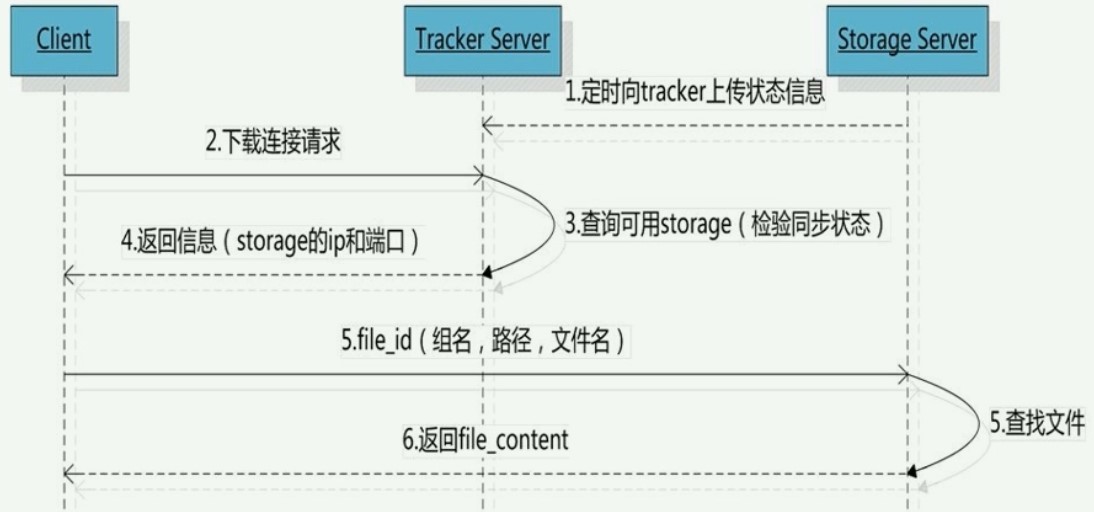 Client
Tracker Server
Storage Server
1.定时向tracker上传状态信息
2.下载连接请求
3.查询可用storage（检验同步状态）
4.返回信息（storage的ip和端口）
5.file_id（组名，路径，文件名）
5.查找文件
6.返回file_content